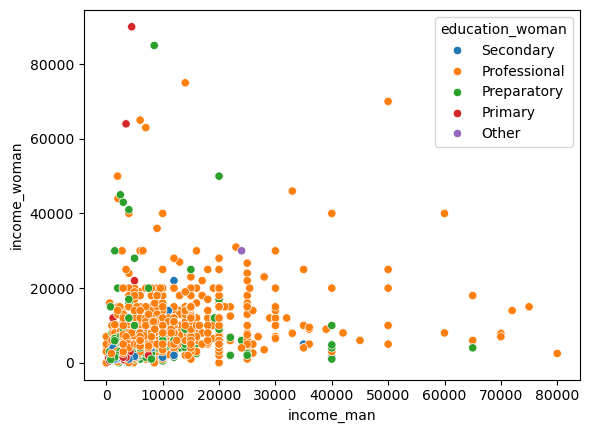 education_woman
Secondary
Professional
Preparatory
Primary
Other
80000
60000
40000
20000
0
income_woman
0 10000 20000 30000 40000 50000 60000 70000 80000
income_man